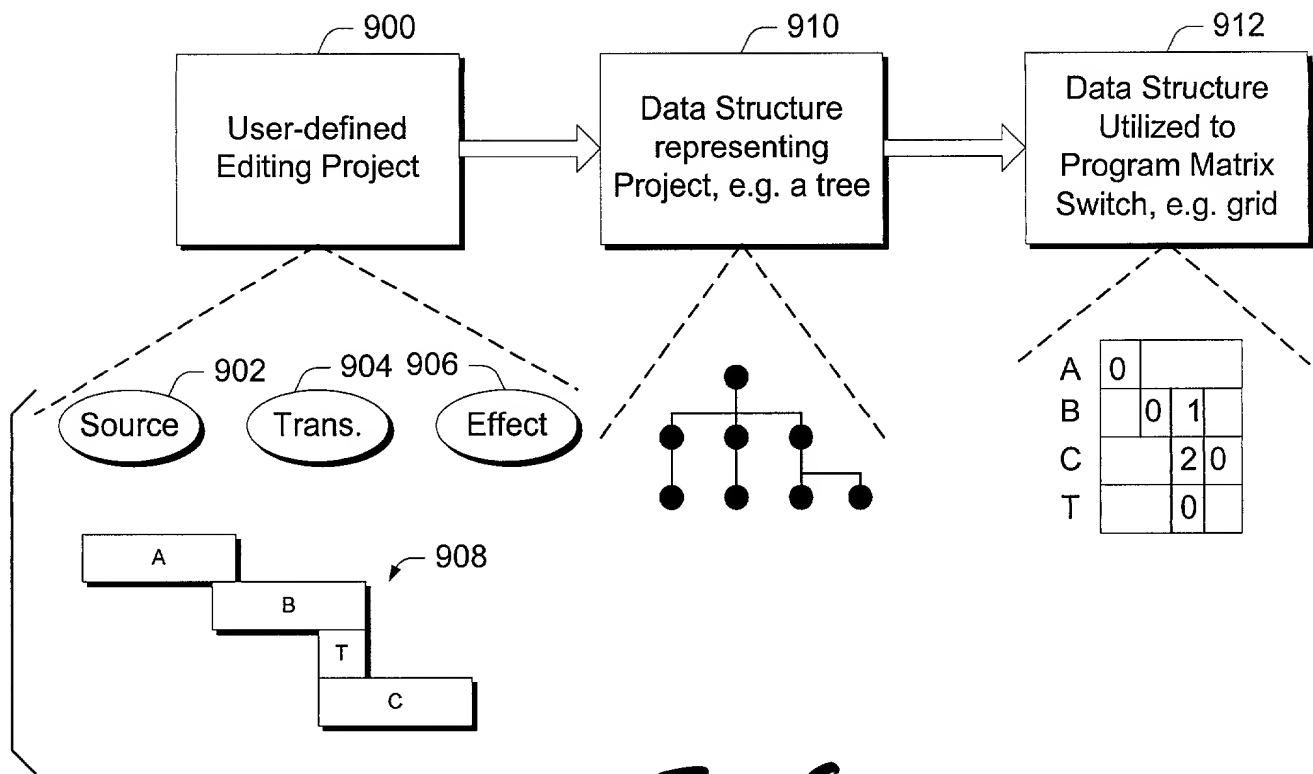 900
910
912
User-defined
Editing Project
Data Structure
representing
Project, e.g. a tree
Data Structure
Utilized to
Program Matrix
Switch, e.g. grid
902
904
906
Source
Trans.
Effect
908
A
B
T
C
A 0
B 0 1
C 2 0
T 0